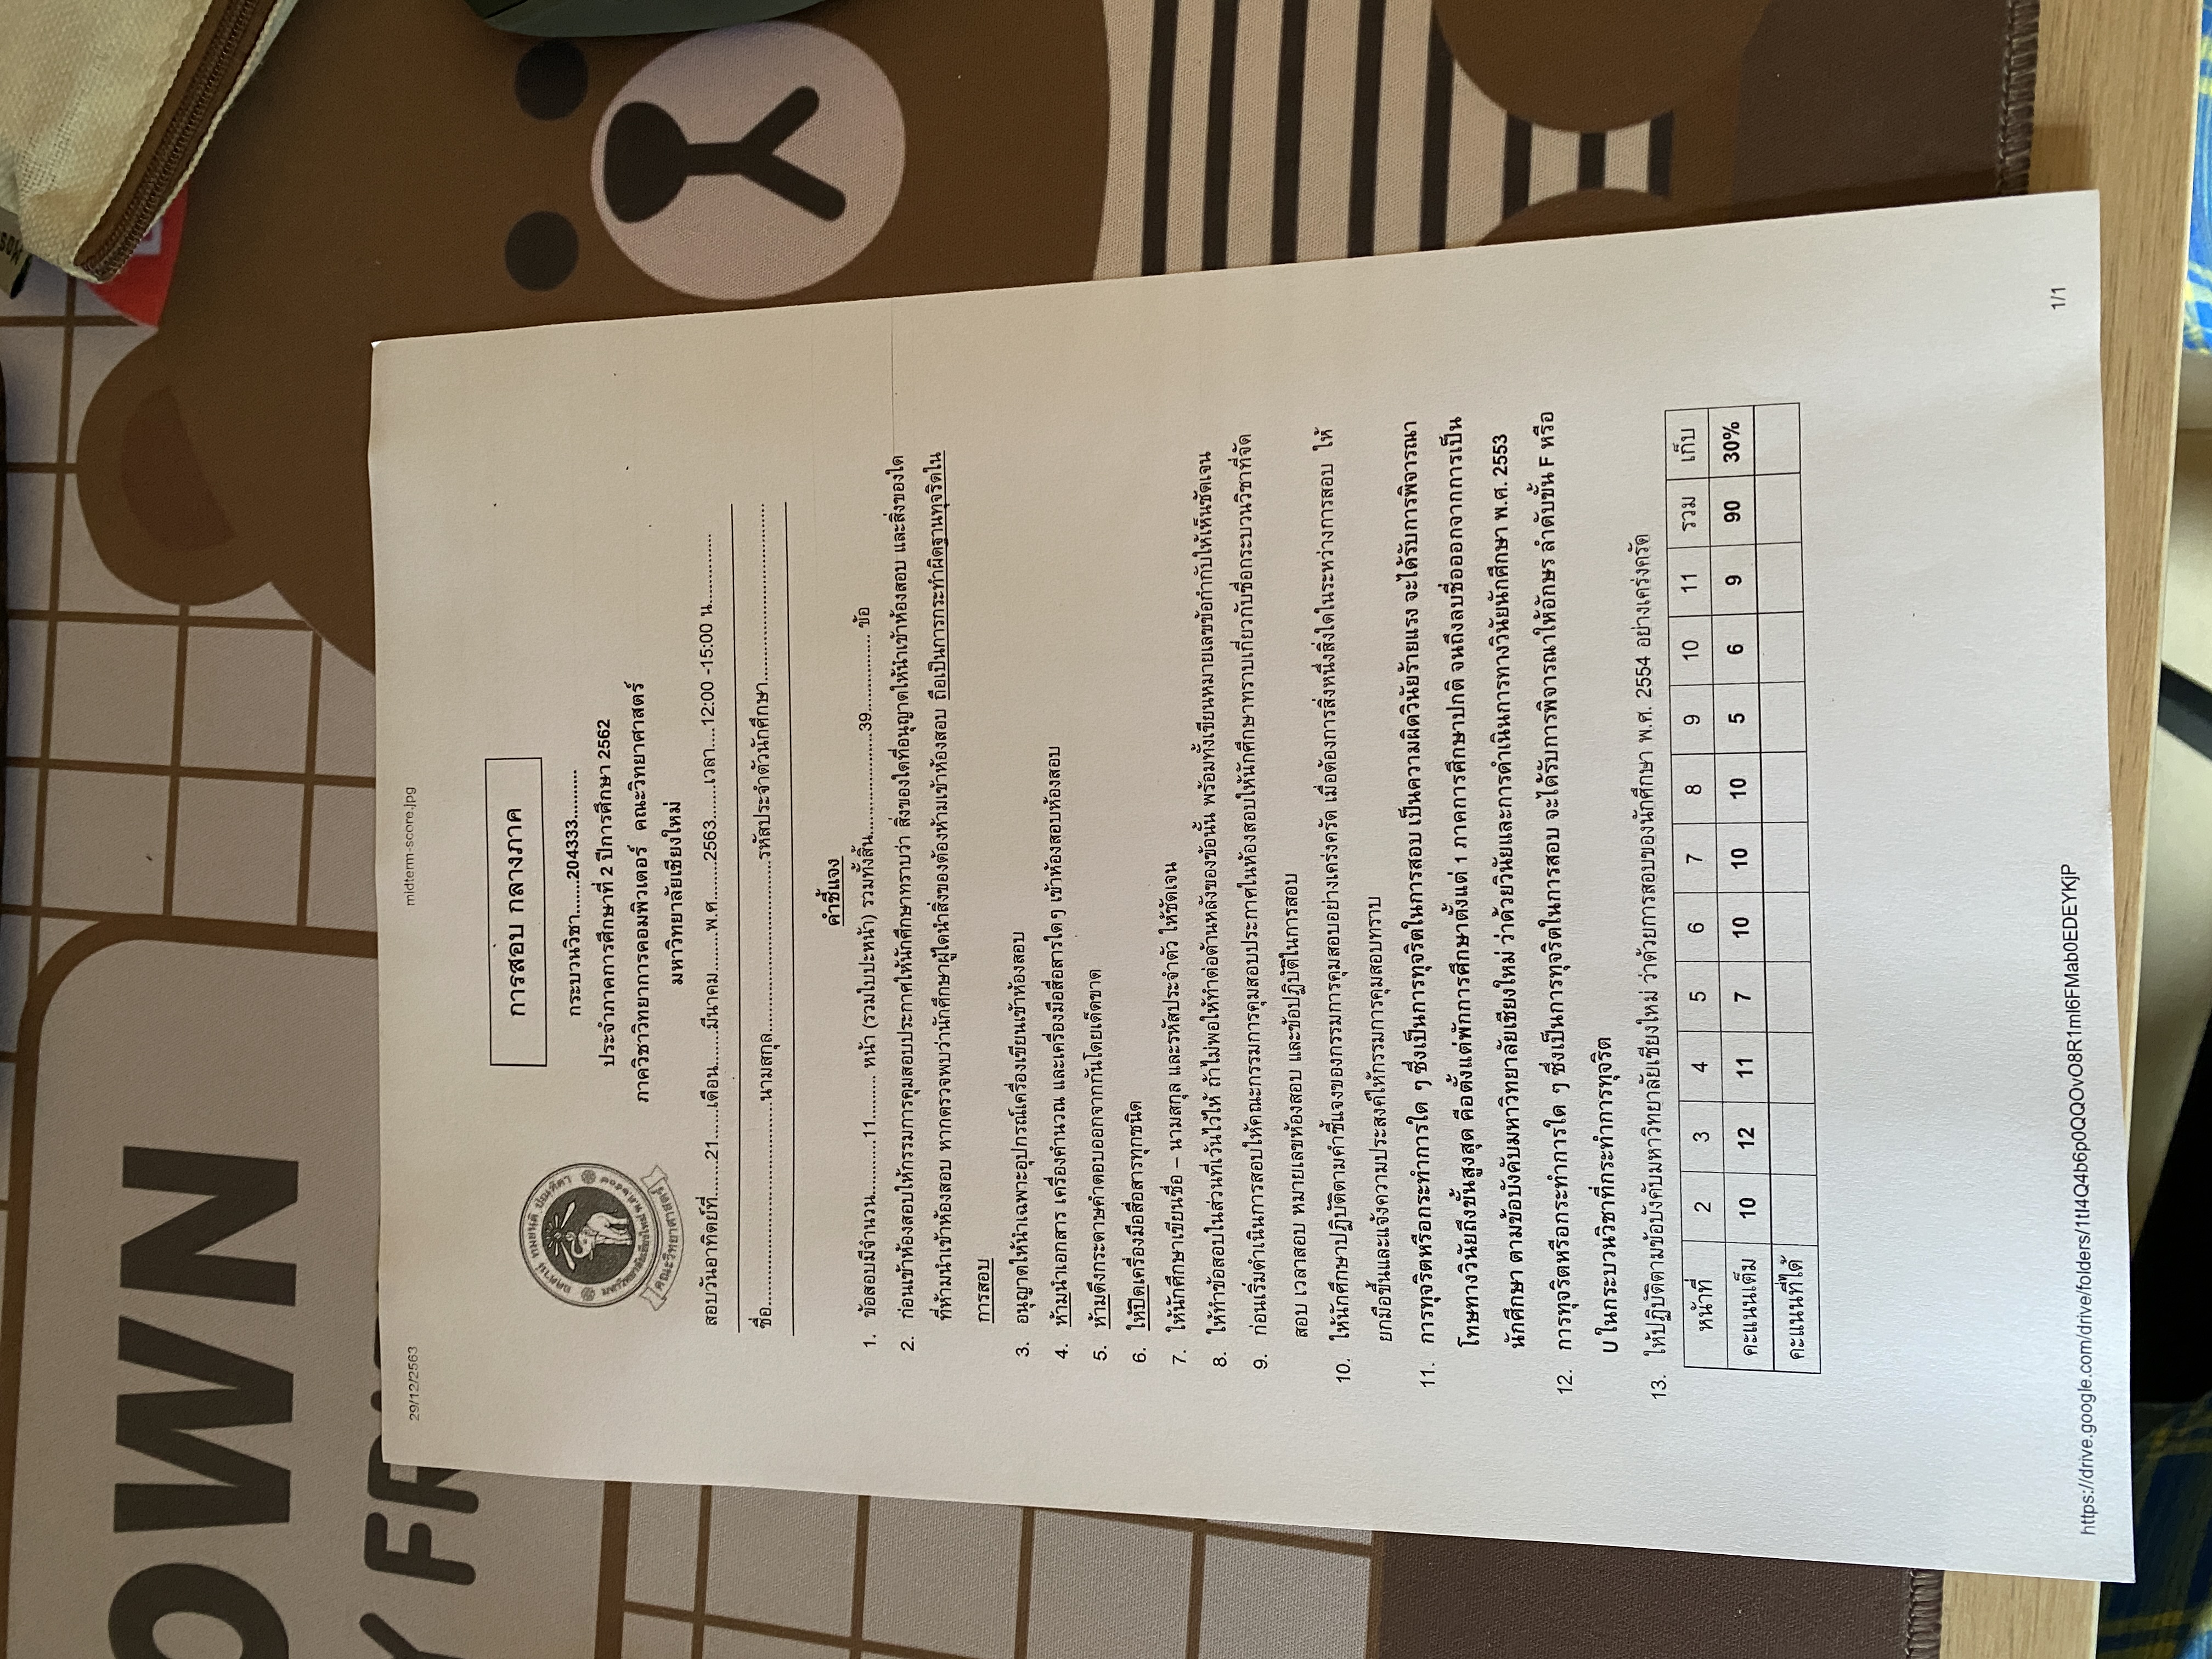 OWN
Y FR
29/12/2563
midterm-score.jpg
การสอบ กลางภาค
อตฺตานํ ทมยนฺติ ปณฺฑิตา
มหาวิทยาลัยเชียงใหม่ พ.ศ.๒๕๐๗
คณะวิทยาศาสตร์
กระบวนวิชา.......204333..........
ประจำภาคการศึกษาที่ 2 ปีการศึกษา 2562
ภาควิชาวิทยาการคอมพิวเตอร์ คณะวิทยาศาสตร์
มหาวิทยาลัยเชียงใหม่
สอบวันอาทิตย์ที่.......21......เดือน.......มีนาคม........พ.ศ........2563.......เวลา....12:00 -15:00 น..............
ชื่อ.....................................นามสกุล................................รหัสประจำตัวนักศึกษา.................................
คำชี้แจง
1. ข้อสอบมีจำนวน...........11......... หน้า (รวมใบปะหน้า) รวมทั้งสิ้น....................39............... ข้อ
2. ก่อนเข้าห้องสอบให้กรรมการคุมสอบประกาศให้นักศึกษาทราบว่า สิ่งของใดที่อนุญาตให้นำเข้าห้องสอบ และสิ่งของใด
ที่ห้ามนำเข้าห้องสอบ หากตรวจพบว่านักศึกษาผู้ใดนำสิ่งของต้องห้ามเข้าห้องสอบ ถือเป็นการกระทำผิดฐานทุจริตใน
การสอบ
3. อนุญาตให้นำเฉพาะอุปกรณ์เครื่องเขียนเข้าห้องสอบ
4. ห้ามนำเอกสาร เครื่องคำนวณ และเครื่องมือสื่อสารใดๆ เข้าห้องสอบห้องสอบ
5. ห้ามดึงกระดาษคำตอบออกจากกันโดยเด็ดขาด
6. ให้ปิดเครื่องมือสื่อสารทุกชนิด
7. ให้นักศึกษาเขียนชื่อ – นามสกุล และรหัสประจำตัว ให้ชัดเจน
8. ให้ทำข้อสอบในส่วนที่เว้นไว้ให้ ถ้าไม่พอให้ทำต่อด้านหลังของข้อนั้น พร้อมทั้งเขียนหมายเลขข้อกำกับให้เห็นชัดเจน
9. ก่อนเริ่มดำเนินการสอบให้คณะกรรมการคุมสอบประกาศในห้องสอบให้นักศึกษาทราบเกี่ยวกับชื่อกระบวนวิชาที่จัด
สอบ เวลาสอบ หมายเลขห้องสอบ และข้อปฏิบัติในการสอบ
10. ให้นักศึกษาปฏิบัติตามคำชี้แจงของกรรมการคุมสอบอย่างเคร่งครัด เมื่อต้องการสิ่งหนึ่งสิ่งใดในระหว่างการสอบ ให้
ยกมือขึ้นและแจ้งความประสงค์ให้กรรมการคุมสอบทราบ
11. การทุจริตหรือกระทำการใด ๆ ซึ่งเป็นการทุจริตในการสอบ เป็นความผิดวินัยร้ายแรง จะได้รับการพิจารณา
โทษทางวินัยถึงขั้นสูงสุด คือตั้งแต่พักการศึกษาตั้งแต่ 1 ภาคการศึกษาปกติ จนถึงลบชื่อออกจากการเป็น
นักศึกษา ตามข้อบังคับมหาวิทยาลัยเชียงใหม่ ว่าด้วยวินัยและการดำเนินการทางวินัยนักศึกษา พ.ศ. 2553
12. การทุจริตหรือกระทำการใด ๆ ซึ่งเป็นการทุจริตในการสอบ จะได้รับการพิจารณาให้อักษร ลำดับขั้น F หรือ
U ในกระบวนวิชาที่กระทำการทุจริต
13. ให้ปฏิบัติตามข้อบังคับมหาวิทยาลัยเชียงใหม่ ว่าด้วยการสอบของนักศึกษา พ.ศ. 2554 อย่างเคร่งครัด
หน้าที่ 2 3 4 5 6 7 8 9 10 11 รวม เก็บ
คะแนนเต็ม 10 12 11 7 10 10 10 5 6 9 90 30%
คะแนนที่ได้
https://drive.google.com/drive/folders/1tI4Q4b6p0QQOvO8R1ml6FMab0EDEYKjP
1/1